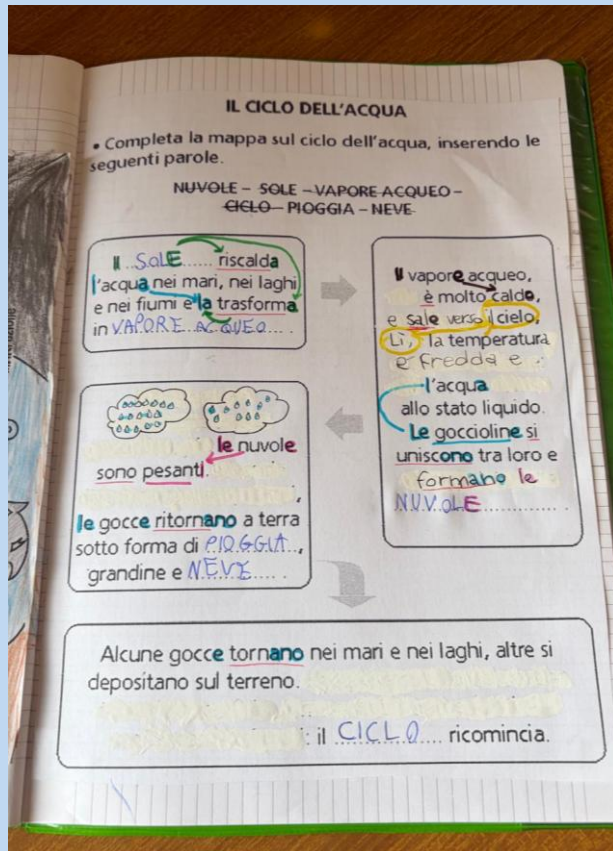 IL CICLO DELL'ACQUA
• Completa la mappa sul ciclo dell'acqua, inserendo le
seguenti parole.
NUVOLE – SOLE – VAPORE ACQUEO –
CICLO – PIOGGIA – NEVE
Il SOLE riscalda
l'acqua nei mari, nei laghi
e nei fiumi e la trasforma
in VAPORE ACQUEO.
Il vapore acqueo,
è molto caldo,
e sale verso il cielo,
Lì, la temperatura
è fredda e
l'acqua
allo stato liquido.
Le goccioline si
uniscono tra loro e
formano le
NUVOLE
le nuvole
sono pesanti.
,
le gocce ritornano a terra
sotto forma di PIOGGIA,
grandine e NEVE.
Alcune gocce tornano nei mari e nei laghi, altre si
depositano sul terreno.
: il CICLO ricomincia.